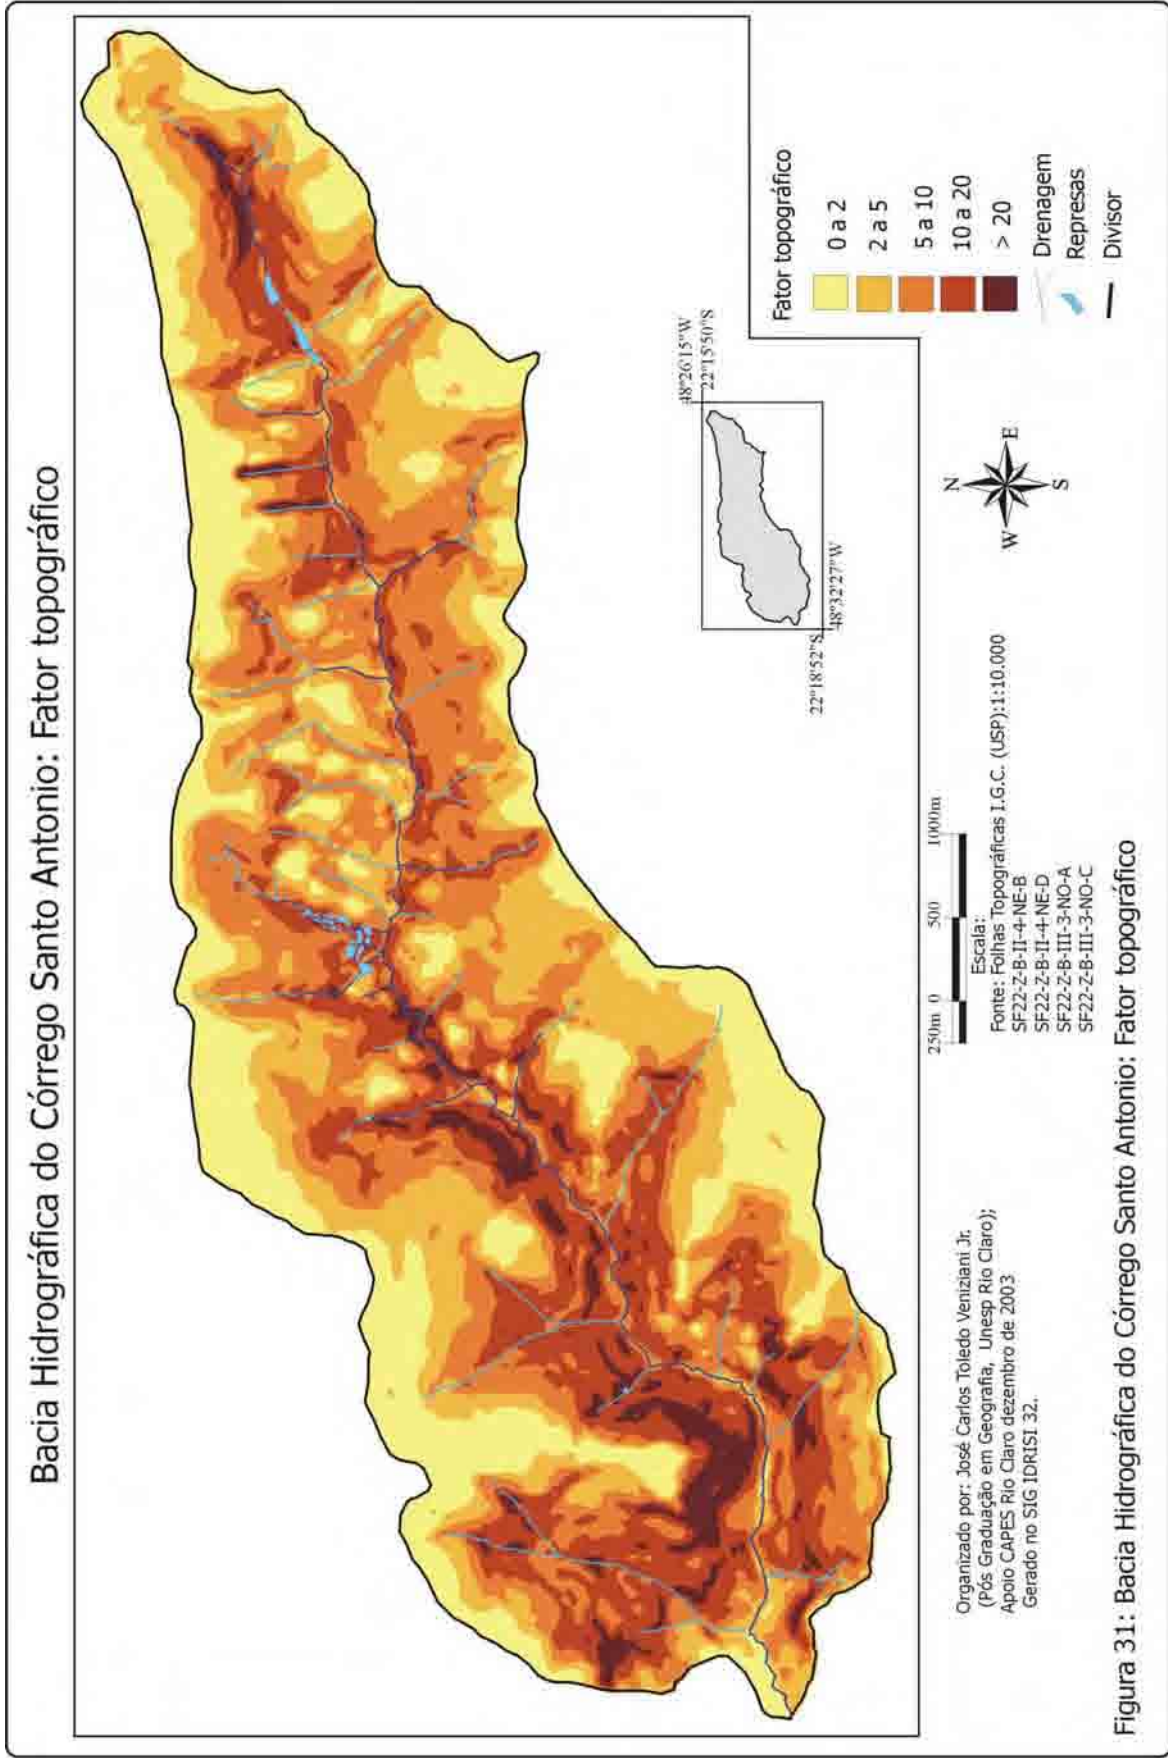 Bacia Hidrográfica do Córrego Santo Antonio: Fator topográfico
48°26'15"W
22°15'50"S
22°18'52"S
48°32'27"W
Fator topográfico
0 a 2
2 a 5
5 a 10
10 a 20
> 20
Drenagem
Represas
Divisor
N
W
E
S
250m 0 500 1000m
Escala:
Fonte: Folhas Topográficas I.G.C. (USP):1:10.000
SF22-Z-B-II-4-NE-B
SF22-Z-B-II-4-NE-D
SF22-Z-B-III-3-NO-A
SF22-Z-B-III-3-NO-C
Organizado por: José Carlos Toledo Veniziani Jr.
(Pós Graduação em Geografia, Unesp Rio Claro);
Apoio CAPES Rio Claro dezembro de 2003
Gerado no SIG IDRISI 32.
Figura 31: Bacia Hidrográfica do Córrego Santo Antonio: Fator topográfico